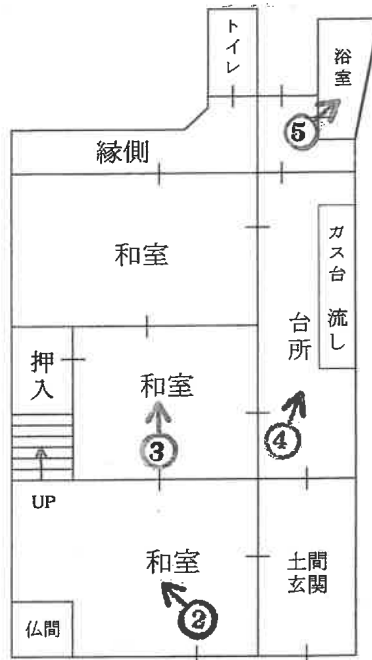 トイレ
浴室
⑤
縁側
和室
ガス台 流し
台所
押入
和室
③
④
UP
和室
土間
玄関
②
仏間